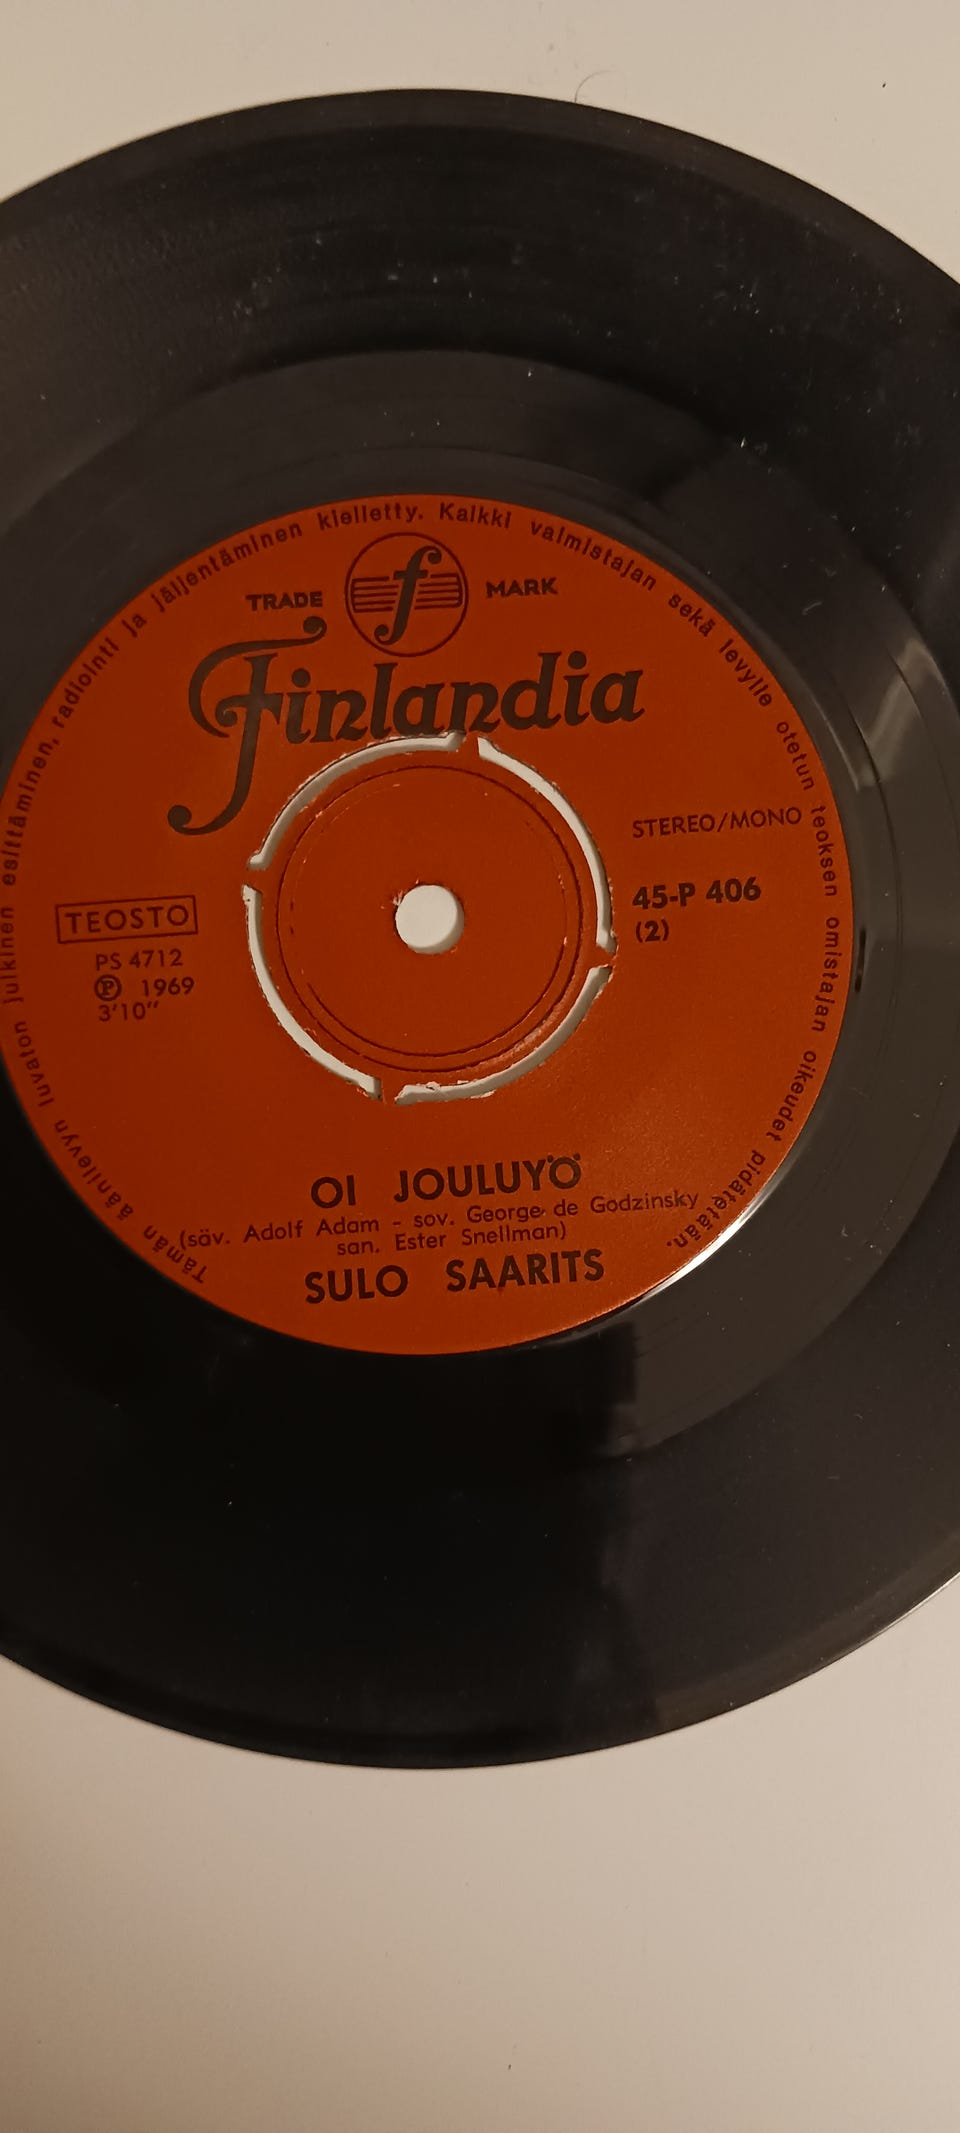 Tämän äänilevyn luvaton julkinen esittäminen, radiointi ja jäljentäminen kielletty. Kaikki valmistajan sekä levylle otetun teoksen omistajan oikeudet pidätetään.
TRADE f MARK
Finlandia
STEREO/MONO
45-P 406
(2)
TEOSTO
PS 4712
℗ 1969
3'10"
OI JOULUYÖ
(säv. Adolf Adam - sov. George de Godzinsky
san. Ester Snellman)
SULO SAARITS